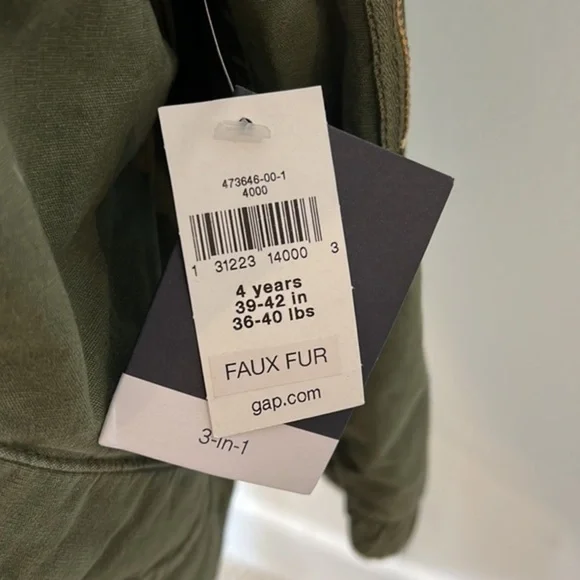 473646-00-1
4000
1 31223 14000 3
4 years
39-42 in
36-40 lbs
FAUX FUR
gap.com
3-in-1